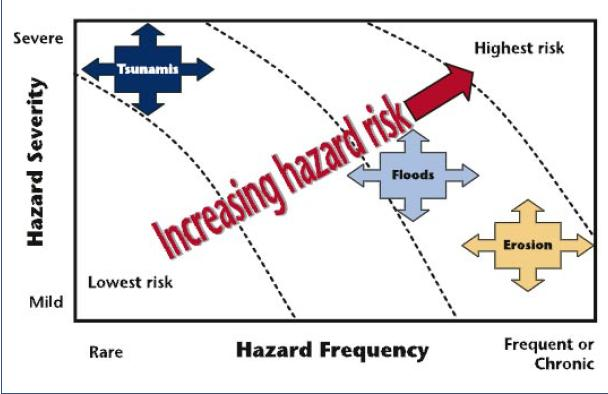 Severe
Tsunamis
Highest risk
Increasing hazard risk
Hazard Severity
Floods
Erosion
Lowest risk
Mild
Rare
Hazard Frequency
Frequent or
Chronic